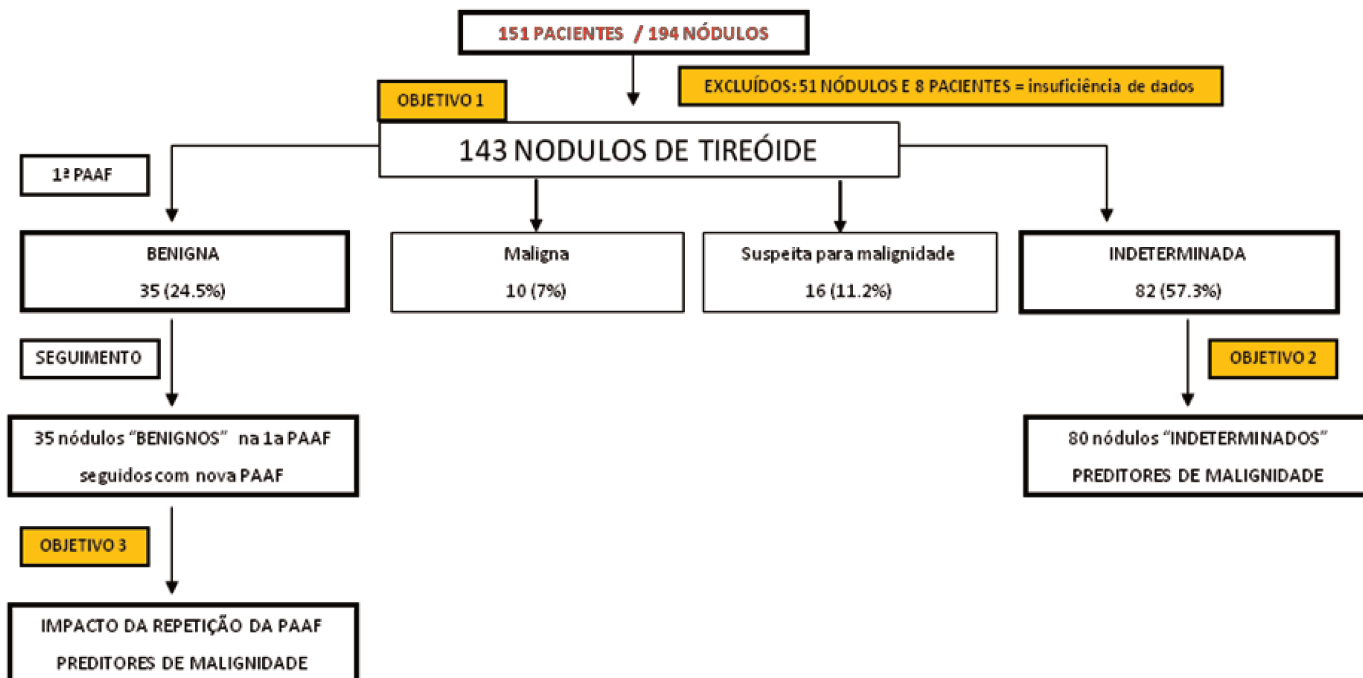 151 PACIENTES / 194 NÓDULOS
EXCLUÍDOS: 51 NÓDULOS E 8 PACIENTES = insuficiência de dados
OBJETIVO 1
143 NODULOS DE TIREÓIDE
1ª PAAF
BENIGNA
35 (24.5%)
Maligna
10 (7%)
Suspeita para malignidade
16 (11.2%)
INDETERMINADA
82 (57.3%)
SEGUIMENTO
OBJETIVO 2
35 nódulos "BENIGNOS" na 1a PAAF
seguidos com nova PAAF
80 nódulos "INDETERMINADOS"
PREDITORES DE MALIGNIDADE
OBJETIVO 3
IMPACTO DA REPETIÇÃO DA PAAF
PREDITORES DE MALIGNIDADE